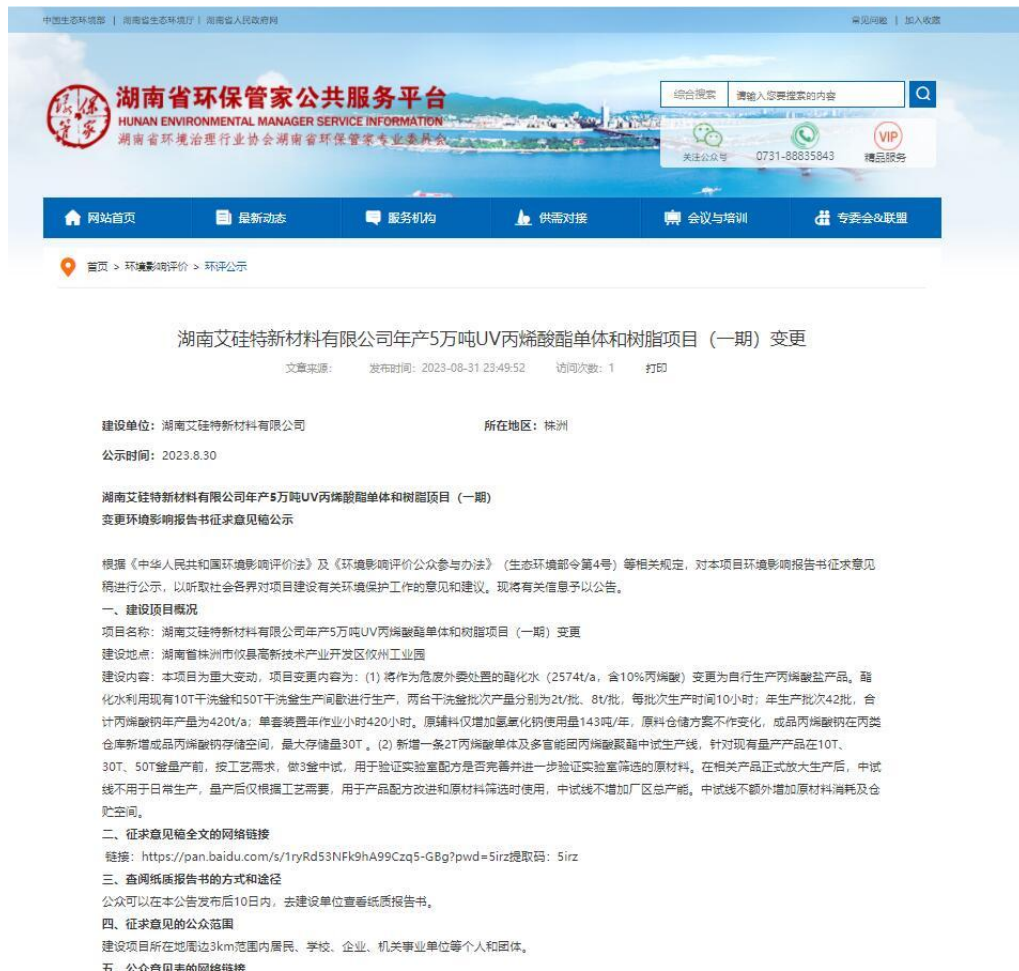 中国生态环境部 | 湖南省生态环境厅 | 湖南省人民政府网
常见问题 | 加入收藏
湖南省环保管家公共服务平台
HUNAN ENVIRONMENTAL MANAGER SERVICE INFORMATION
湖南省环境治理行业协会湖南省环保管家专业委员会
综合搜索 请输入您要搜索的内容
关注公众号 0731-88835843 VIP 精品服务
网站首页 最新动态 服务机构 供需对接 会议与培训 专委会&联盟
首页 > 环境影响评价 > 环评公示
湖南艾硅特新材料有限公司年产5万吨UV丙烯酸酯单体和树脂项目（一期）变更
文章来源： 发布时间：2023-08-31 23:49:52 访问次数：1 打印
建设单位：湖南艾硅特新材料有限公司 所在地区：株洲
公示时间：2023.8.30
湖南艾硅特新材料有限公司年产5万吨UV丙烯酸酯单体和树脂项目（一期）
变更环境影响报告书征求意见稿公示
根据《中华人民共和国环境影响评价法》及《环境影响评价公众参与办法》（生态环境部令第4号）等相关规定，对本项目环境影响报告书征求意见
稿进行公示，以听取社会各界对项目建设有关环境保护工作的意见和建议。现将有关信息予以公告。
一、建设项目概况
项目名称：湖南艾硅特新材料有限公司年产5万吨UV丙烯酸酯单体和树脂项目（一期）变更
建设地点：湖南省株洲市攸县高新技术产业开发区攸州工业园
建设内容：本项目为重大变动，项目变更内容为：(1) 将作为危废外委处置的酯化水（2574t/a，含10%丙烯酸）变更为自行生产丙烯酸盐产品。酯
化水利用现有10T干洗釜和50T干洗釜生产间歇进行生产，两台干洗釜批次产量分别为2t/批、8t/批，每批次生产时间10小时；年生产批次42批，合
计丙烯酸钠年产量为420t/a；单套装置年作业小时420小时。原辅料仅增加氢氧化钠使用量143吨/年，原料仓储方案不作变化，成品丙烯酸钠在丙类
仓库新增成品丙烯酸钠存储空间，最大存储量30T 。(2) 新增一条2T丙烯酸单体及多官能团丙烯酸聚酯中试生产线，针对现有量产产品在10T、
30T、50T釜量产前，按工艺需求，做3釜中试，用于验证实验室配方是否完善并进一步验证实验室筛选的原材料。在相关产品正式放大生产后，中试
线不用于日常生产，量产后仅根据工艺需要，用于产品配方改进和原材料筛选时使用，中试线不增加厂区总产能。中试线不额外增加原材料消耗及仓
贮空间。
二、征求意见稿全文的网络链接
链接：https://pan.baidu.com/s/1ryRd53NFk9hA99Czq5-GBg?pwd=5irz提取码：5irz
三、查阅纸质报告书的方式和途径
公众可以在本公告发布后10日内，去建设单位查看纸质报告书。
四、征求意见的公众范围
建设项目所在地周边3km范围内居民、学校、企业、机关事业单位等个人和团体。
五、公众意见表的网络链接